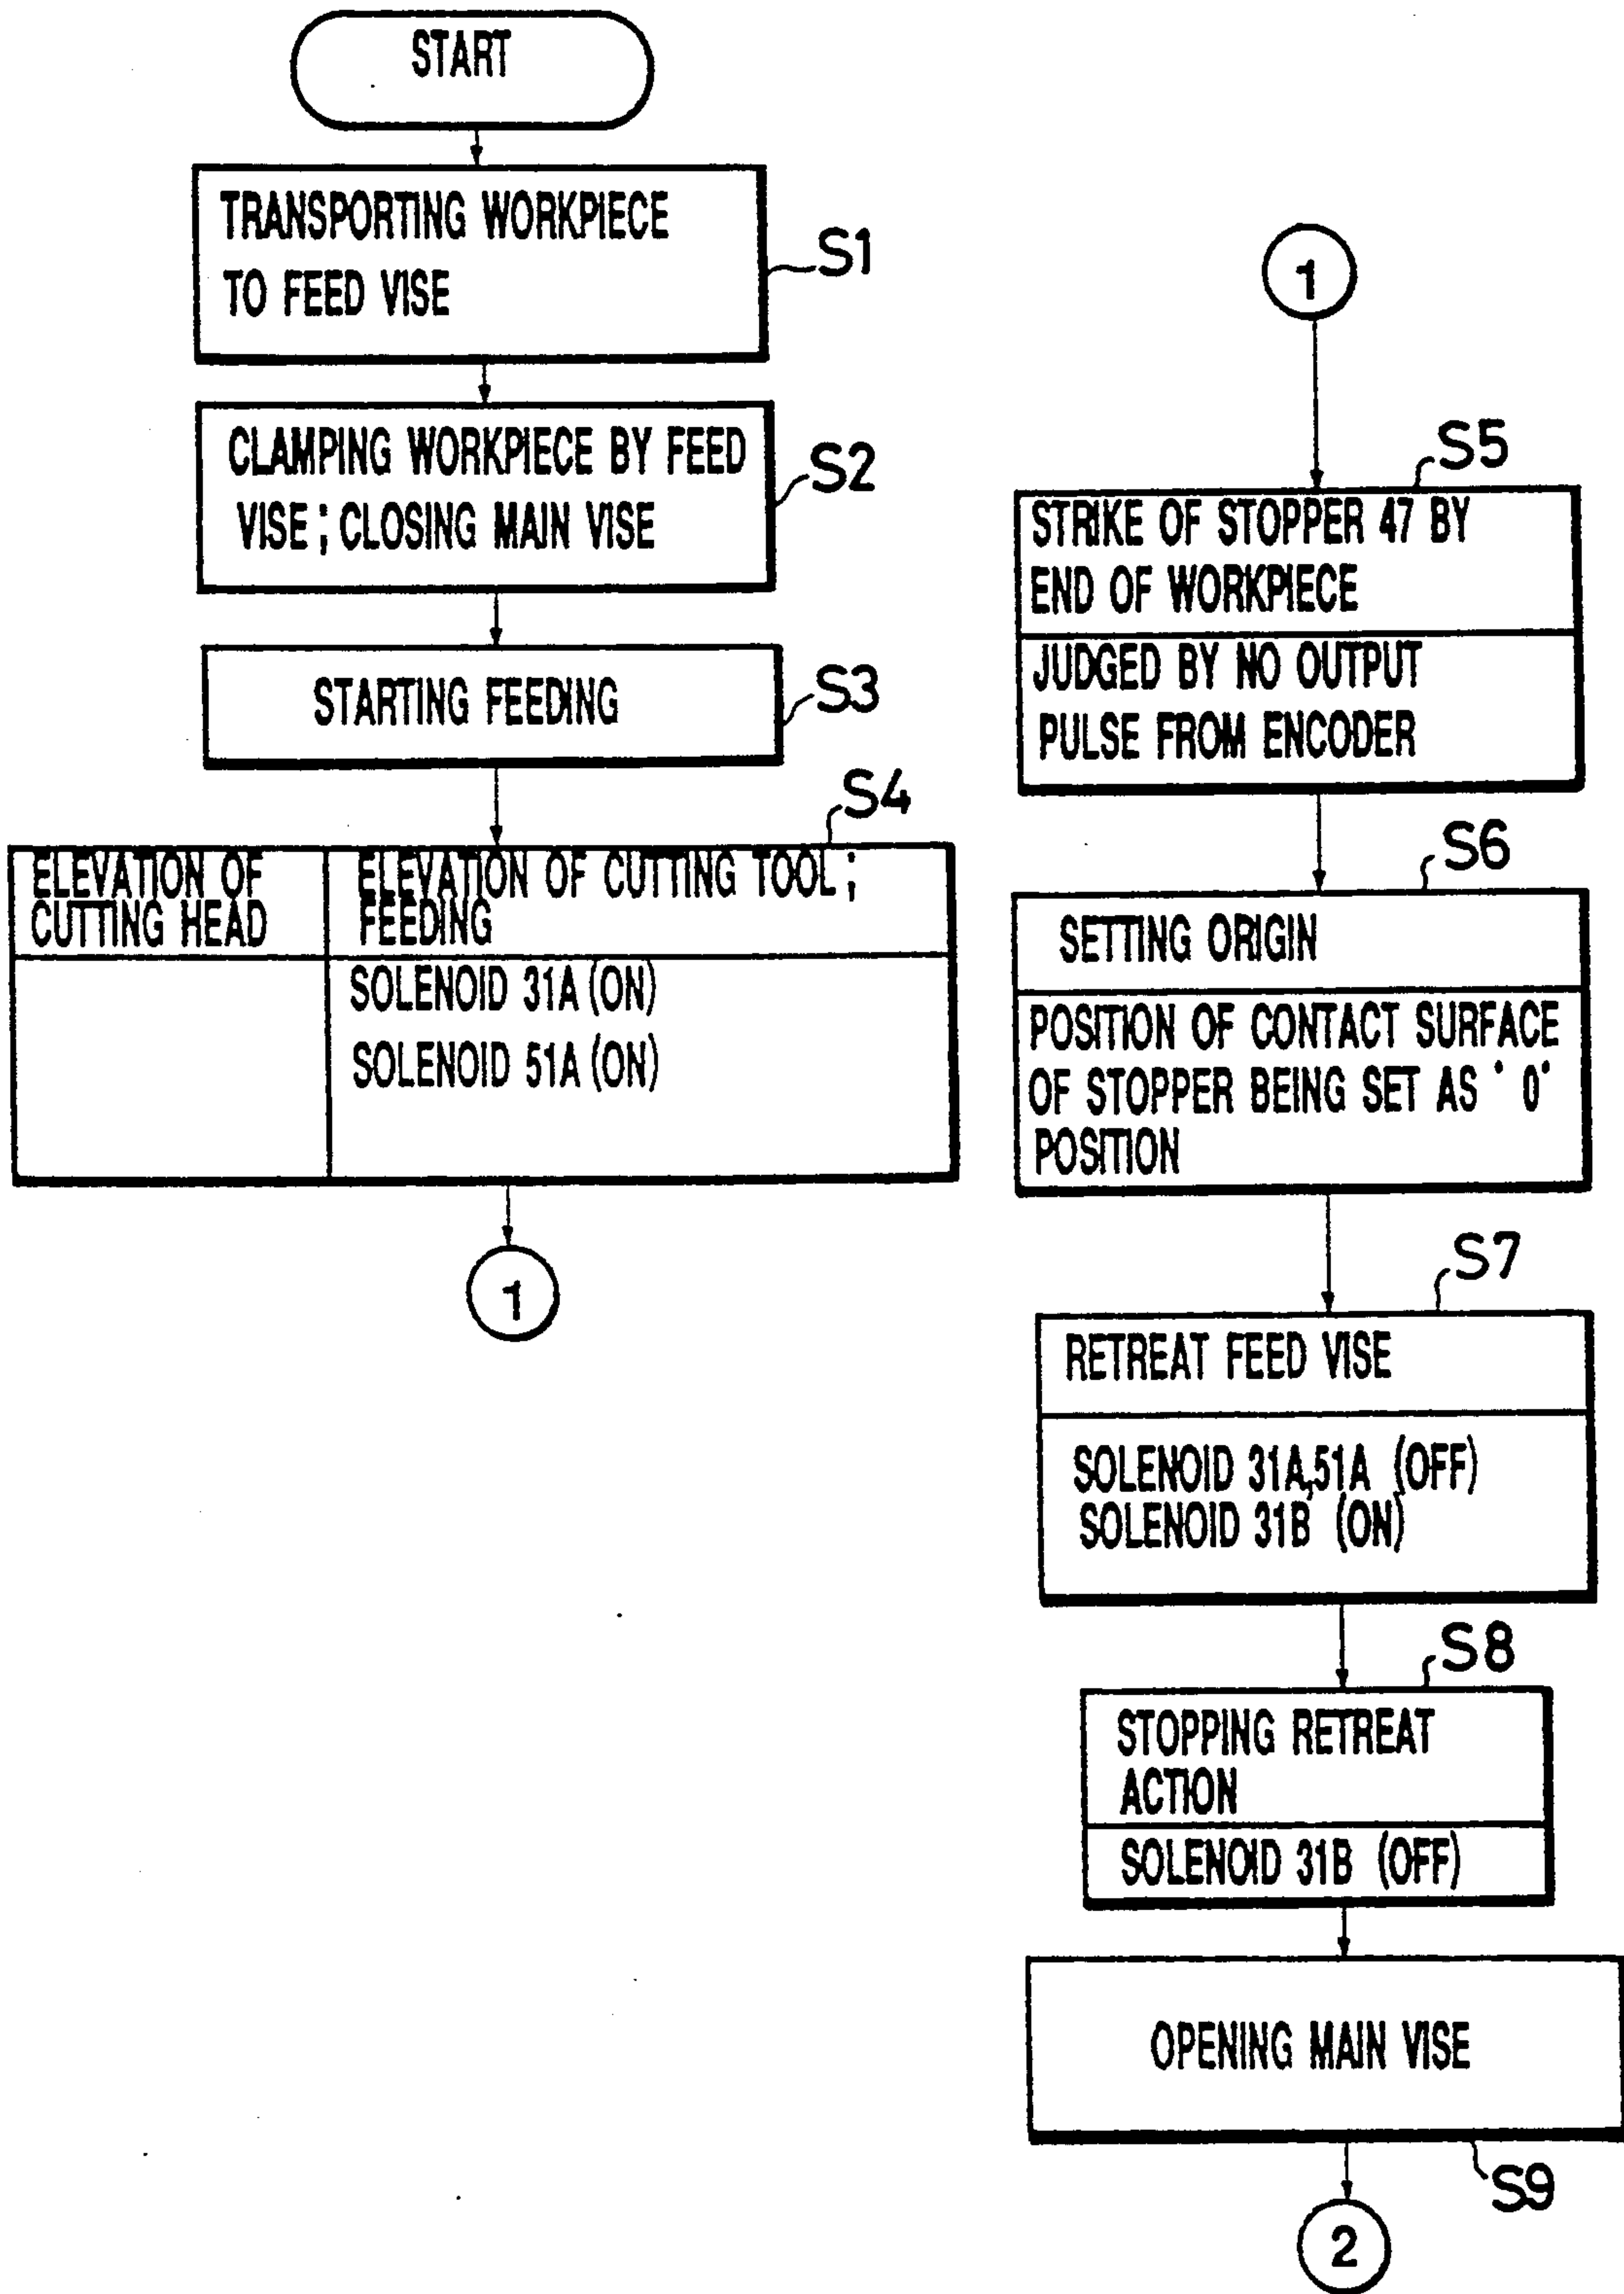 START
TRANSPORTING WORKPIECE
TO FEED VISE
S1
CLAMPING WORKPIECE BY FEED
VISE ; CLOSING MAIN VISE
S2
STARTING FEEDING
S3
S4
ELEVATION OF
CUTTING HEAD
ELEVATION OF CUTTING TOOL ;
FEEDING
SOLENOID 31A (ON)
SOLENOID 51A (ON)
1
1
S5
STRIKE OF STOPPER 47 BY
END OF WORKPIECE
JUDGED BY NO OUTPUT
PULSE FROM ENCODER
S6
SETTING ORIGIN
POSITION OF CONTACT SURFACE
OF STOPPER BEING SET AS " 0"
POSITION
S7
RETREAT FEED VISE
SOLENOID 31A,51A (OFF)
SOLENOID 31B (ON)
S8
STOPPING RETREAT
ACTION
SOLENOID 31B (OFF)
OPENING MAIN VISE
S9
2